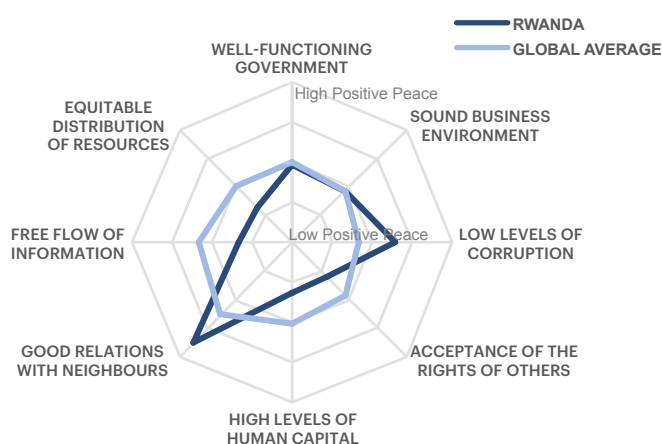 RWANDA
GLOBAL AVERAGE
WELL-FUNCTIONING
GOVERNMENT
High Positive Peace
SOUND BUSINESS
ENVIRONMENT
EQUITABLE
DISTRIBUTION
OF RESOURCES
FREE FLOW OF
INFORMATION
Low Positive Peace
LOW LEVELS OF
CORRUPTION
GOOD RELATIONS
WITH NEIGHBOURS
ACCEPTANCE OF THE
RIGHTS OF OTHERS
HIGH LEVELS OF
HUMAN CAPITAL